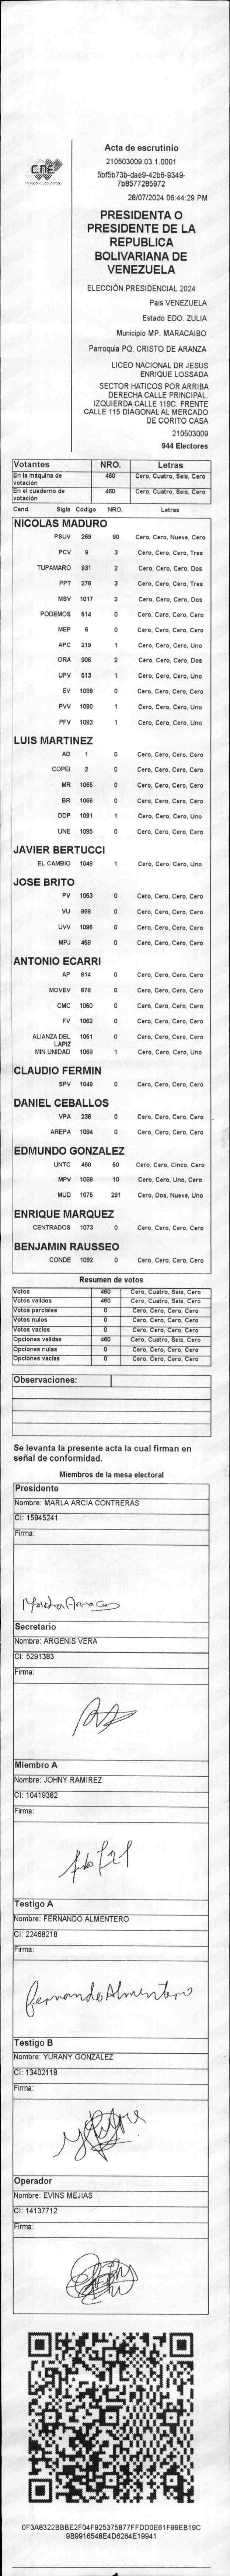 CNE
Acta de escrutinio
210503009.03.1.0001
5bf5b73b-dae9-42b6-9349-
7b8577285972
28/07/2024 06:44:29 PM
PRESIDENTA O
PRESIDENTE DE LA
REPUBLICA
BOLIVARIANA DE
VENEZUELA
ELECCIÓN PRESIDENCIAL 2024
Pais VENEZUELA
Estado EDO. ZULIA
Municipio MP. MARACAIBO
Parroquia PQ. CRISTO DE ARANZA
LICEO NACIONAL DR JESUS
ENRIQUE LOSSADA
SECTOR HATICOS POR ARRIBA
DERECHA CALLE PRINCIPAL.
IZQUIERDA CALLE 119C. FRENTE
CALLE 115 DIAGONAL AL MERCADO
DE CORITO CASA
210503009
944 Electores
Votantes NRO. Letras
En la máquina de votación 460 Cero, Cuatro, Seis, Cero
En el cuaderno de votación 460 Cero, Cuatro, Seis, Cero
Cand. Sigla Código NRO. Letras
NICOLAS MADURO
PSUV 269 90 Cero, Cero, Nueve, Cero
PCV 9 3 Cero, Cero, Cero, Tres
TUPAMARO 931 2 Cero, Cero, Cero, Dos
PPT 276 3 Cero, Cero, Cero, Tres
MSV 1017 2 Cero, Cero, Cero, Dos
PODEMOS 514 0 Cero, Cero, Cero, Cero
MEP 6 0 Cero, Cero, Cero, Cero
APC 219 1 Cero, Cero, Cero, Uno
ORA 906 2 Cero, Cero, Cero, Dos
UPV 513 1 Cero, Cero, Cero, Uno
EV 1089 0 Cero, Cero, Cero, Cero
PVV 1090 1 Cero, Cero, Cero, Uno
PFV 1093 1 Cero, Cero, Cero, Uno
LUIS MARTINEZ
AD 1 0 Cero, Cero, Cero, Cero
COPEI 2 0 Cero, Cero, Cero, Cero
MR 1065 0 Cero, Cero, Cero, Cero
BR 1066 0 Cero, Cero, Cero, Cero
DDP 1091 1 Cero, Cero, Cero, Uno
UNE 1095 0 Cero, Cero, Cero, Cero
JAVIER BERTUCCI
EL CAMBIO 1048 1 Cero, Cero, Cero, Uno
JOSE BRITO
PV 1053 0 Cero, Cero, Cero, Cero
VU 868 0 Cero, Cero, Cero, Cero
UVV 1096 0 Cero, Cero, Cero, Cero
MPJ 458 0 Cero, Cero, Cero, Cero
ANTONIO ECARRI
AP 814 0 Cero, Cero, Cero, Cero
MOVEV 878 0 Cero, Cero, Cero, Cero
CMC 1050 0 Cero, Cero, Cero, Cero
FV 1062 0 Cero, Cero, Cero, Cero
ALIANZA DEL LAPIZ 1051 0 Cero, Cero, Cero, Cero
MIN UNIDAD 1058 1 Cero, Cero, Cero, Uno
CLAUDIO FERMIN
SPV 1049 0 Cero, Cero, Cero, Cero
DANIEL CEBALLOS
VPA 236 0 Cero, Cero, Cero, Cero
AREPA 1094 0 Cero, Cero, Cero, Cero
EDMUNDO GONZALEZ
UNTC 460 50 Cero, Cero, Cinco, Cero
MPV 1069 10 Cero, Cero, Uno, Cero
MUD 1075 291 Cero, Dos, Nueve, Uno
ENRIQUE MARQUEZ
CENTRADOS 1073 0 Cero, Cero, Cero, Cero
BENJAMIN RAUSSEO
CONDE 1092 0 Cero, Cero, Cero, Cero
Resumen de votos
Votos 460 Cero, Cuatro, Seis, Cero
Votos validos 460 Cero, Cuatro, Seis, Cero
Votos parciales 0 Cero, Cero, Cero, Cero
Votos nulos 0 Cero, Cero, Cero, Cero
Votos vacios 0 Cero, Cero, Cero, Cero
Opciones validas 460 Cero, Cuatro, Seis, Cero
Opciones nulas 0 Cero, Cero, Cero, Cero
Opciones vacias 0 Cero, Cero, Cero, Cero
Observaciones:
Se levanta la presente acta la cual firman en
señal de conformidad.
Miembros de la mesa electoral
Presidente
Nombre: MARLA ARCIA CONTRERAS
CI: 15945241
Firma:
Secretario
Nombre: ARGENIS VERA
CI: 5291383
Firma:
Miembro A
Nombre: JOHNY RAMIREZ
CI: 10419382
Firma:
Testigo A
Nombre: FERNANDO ALMENTERO
CI: 22468218
Firma:
Fernando Almentero
Testigo B
Nombre: YURANY GONZALEZ
CI: 13402118
Firma:
Operador
Nombre: EVINS MEJIAS
CI: 14137712
Firma:
0F3A8322BBBE2F04F925375877FFDD0E61F99EB19C
9B9916548E4D6264E19941